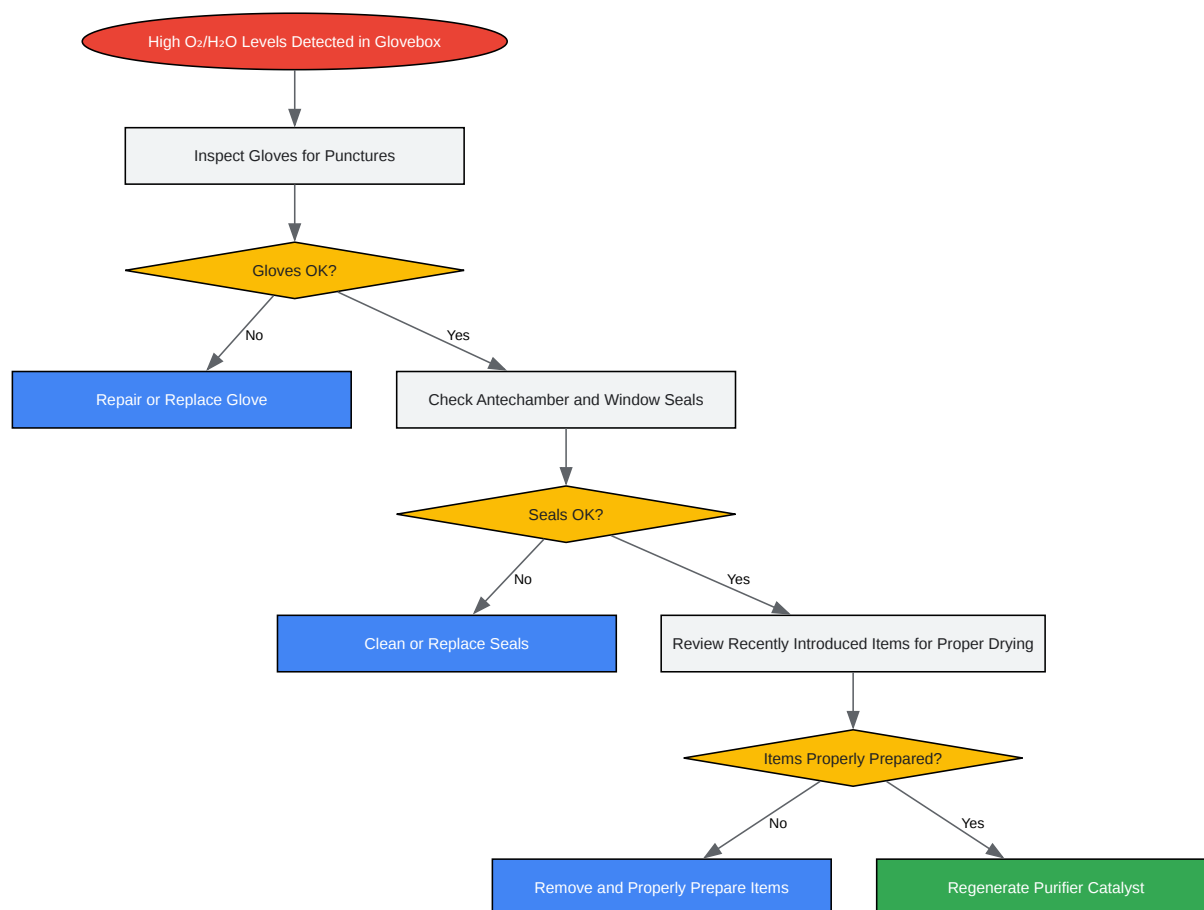 High O₂/H₂O Levels Detected in Glovebox
Inspect Gloves for Punctures
Gloves OK?
No
Yes
Repair or Replace Glove
Check Antechamber and Window Seals
Seals OK?
No
Yes
Clean or Replace Seals
Review Recently Introduced Items for Proper Drying
Items Properly Prepared?
No
Yes
Remove and Properly Prepare Items
Regenerate Purifier Catalyst